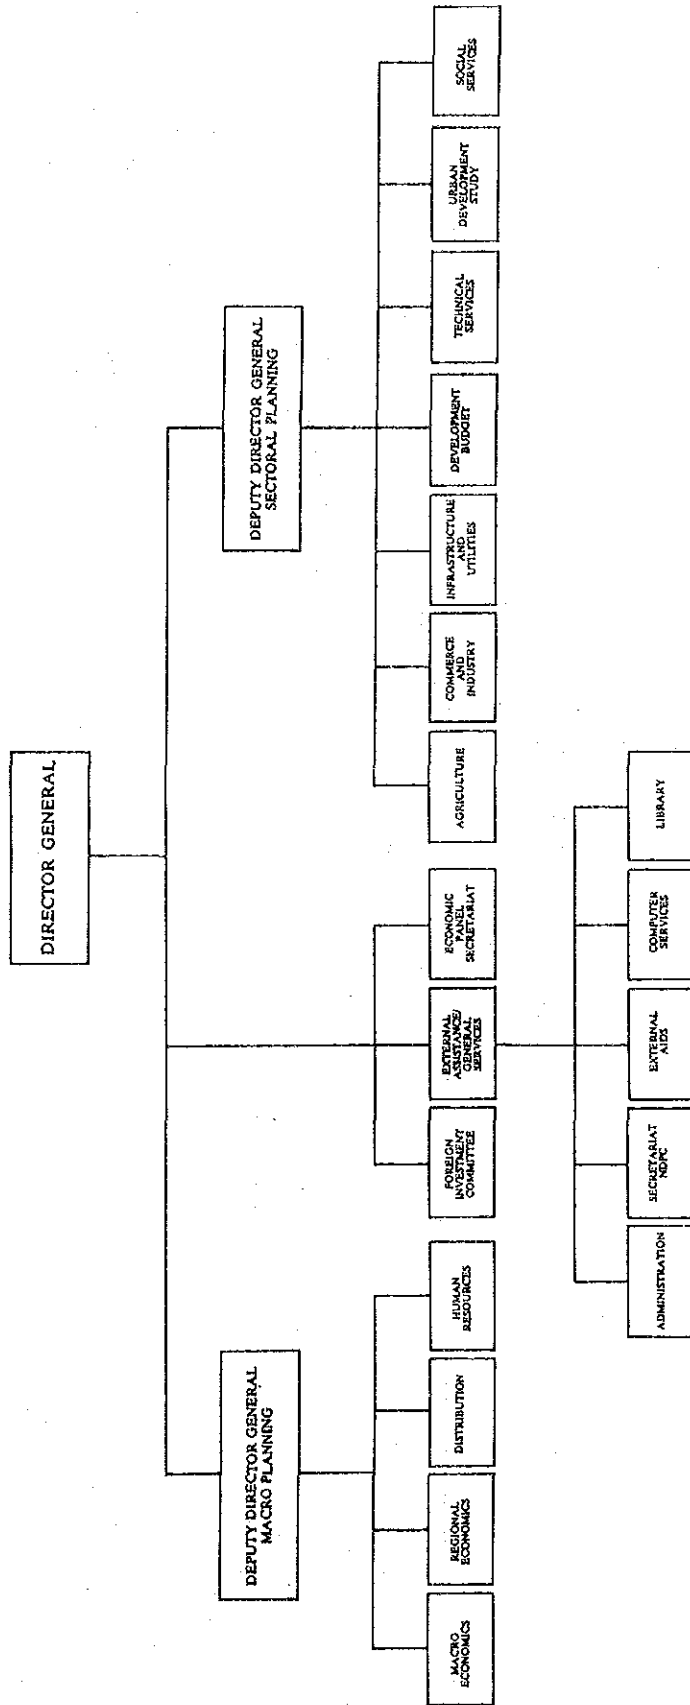 DIRECTOR GENERAL
DEPUTY DIRECTOR GENERAL
MACRO PLANNING
DEPUTY DIRECTOR GENERAL
SECTORAL PLANNING
MACRO
ECONOMICS
REGIONAL
ECONOMICS
DISTRIBUTION
HUMAN
RESOURCES
FOREIGN
INVESTMENT
COMMITTEE
EXTERNAL
ASSISTANCE/
GENERAL
SERVICES
ECONOMIC
PANEL
SECRETARIAT
AGRICULTURE
COMMERCE
AND
INDUSTRY
INFRASTRUCTURE
AND
UTILITIES
DEVELOPMENT
BUDGET
TECHNICAL
SERVICES
URBAN
DEVELOPMENT
STUDY
SOCIAL
SERVICES
ADMINISTRATION
SECRETARIAT
NDPC
EXTERNAL
AIDS
COMPUTER
SERVICES
LIBRARY